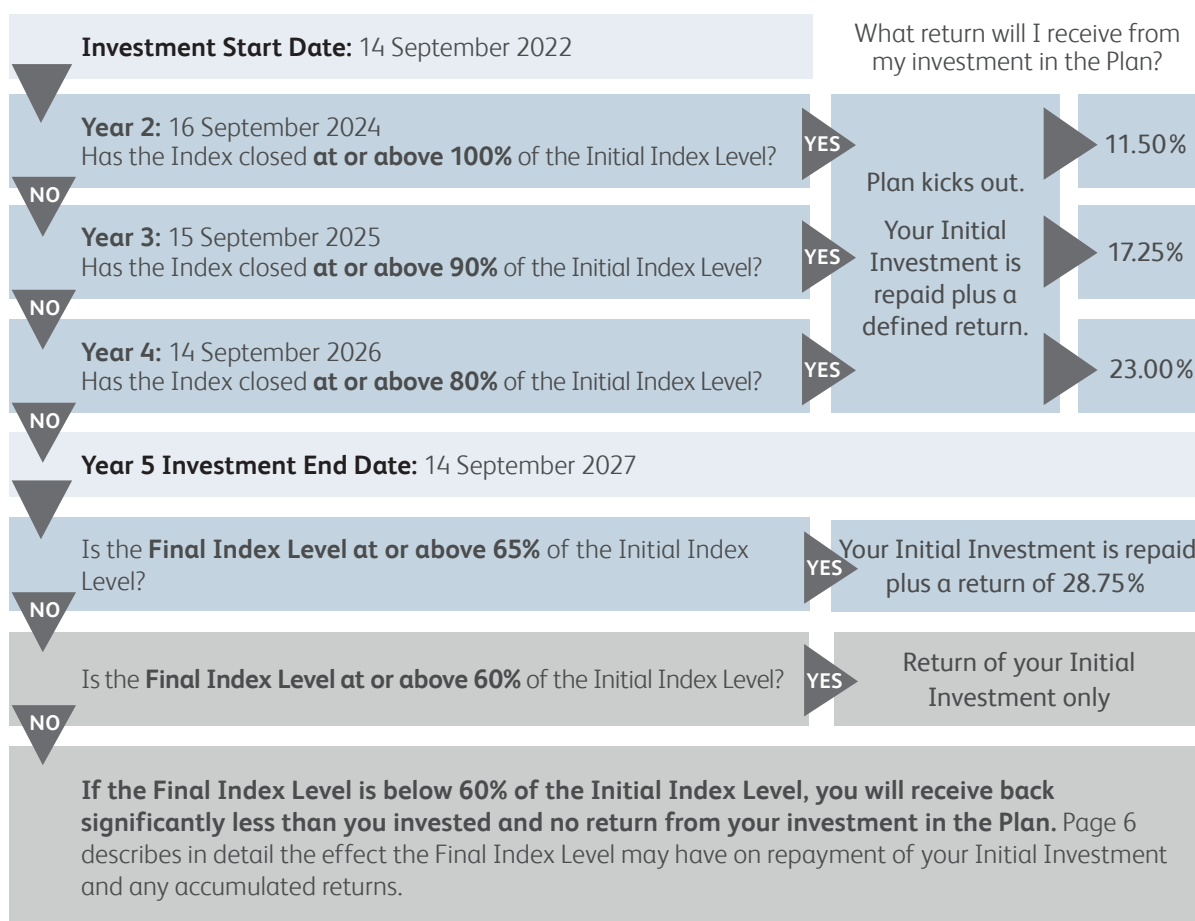 Investment Start Date: 14 September 2022
What return will I receive from
my investment in the Plan?
Year 2: 16 September 2024
Has the Index closed at or above 100% of the Initial Index Level?
YES
11.50%
NO
Plan kicks out.
Your Initial
Investment is
repaid plus a
defined return.
Year 3: 15 September 2025
Has the Index closed at or above 90% of the Initial Index Level?
YES
17.25%
NO
Year 4: 14 September 2026
Has the Index closed at or above 80% of the Initial Index Level?
YES
23.00%
NO
Year 5 Investment End Date: 14 September 2027
Is the Final Index Level at or above 65% of the Initial Index
Level?
YES
Your Initial Investment is repaid
plus a return of 28.75%
NO
Is the Final Index Level at or above 60% of the Initial Index Level?
YES
Return of your Initial
Investment only
NO
If the Final Index Level is below 60% of the Initial Index Level, you will receive back
significantly less than you invested and no return from your investment in the Plan. Page 6
describes in detail the effect the Final Index Level may have on repayment of your Initial Investment
and any accumulated returns.